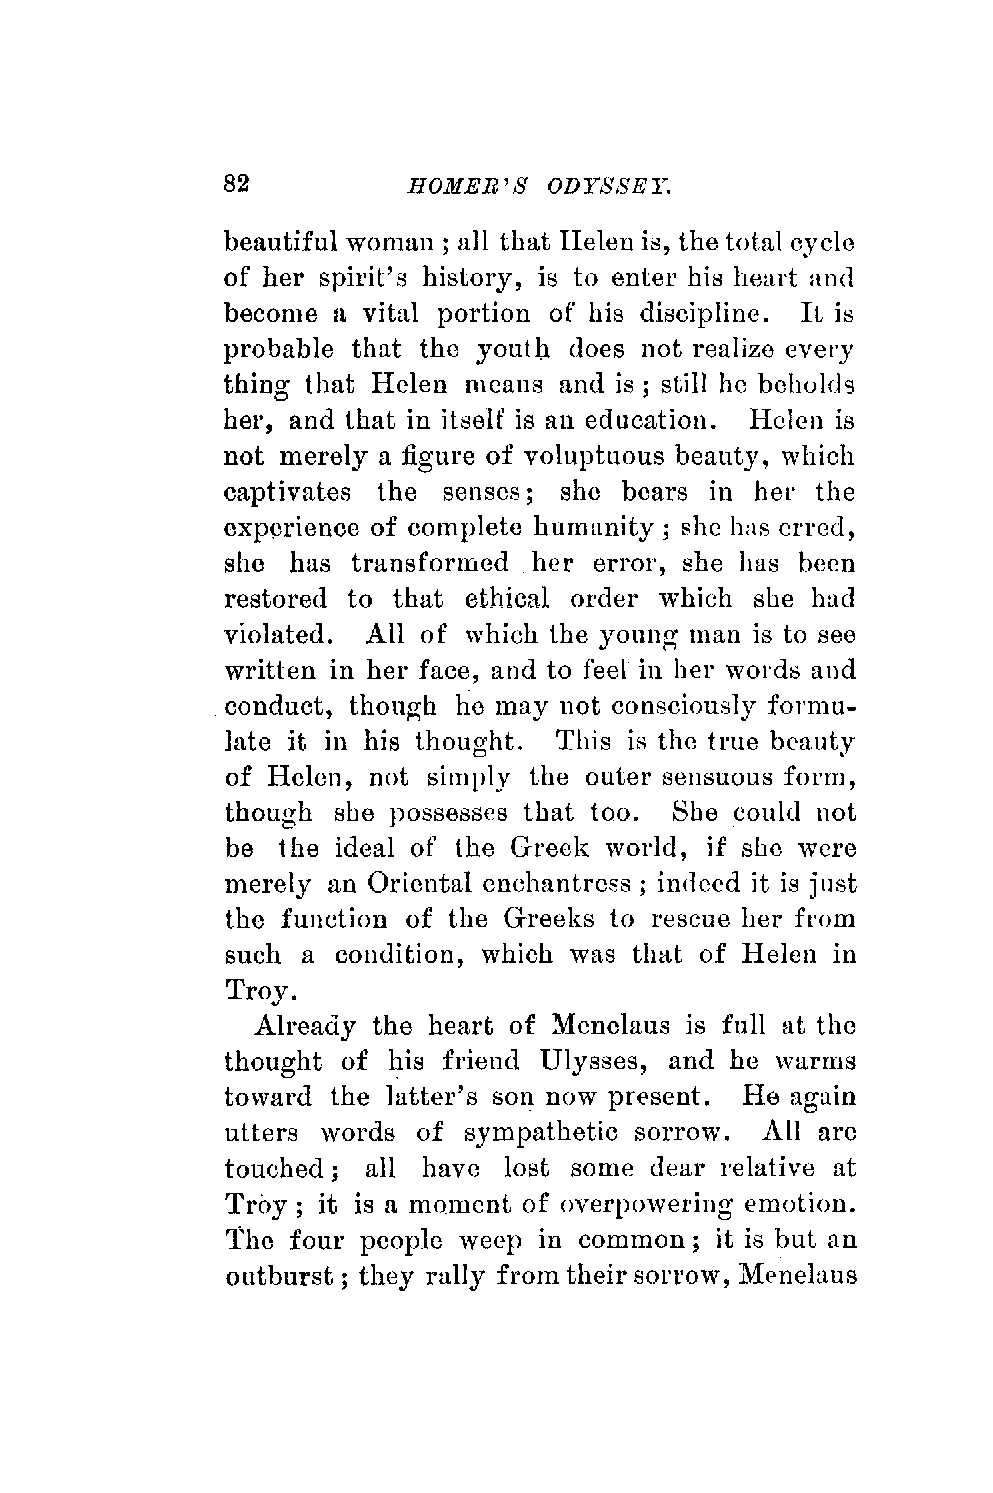 82 HOMER'S ODYSSEY.
beautiful woman ; all that Helen is, the total cycle
of her spirit's history, is to enter his heart and
become a vital portion of his discipline. It is
probable that the youth does not realize every
thing that Helen means and is ; still he beholds
her, and that in itself is an education. Helen is
not merely a figure of voluptuous beauty, which
captivates the senses; she bears in her the
experience of complete humanity ; she has erred,
she has transformed her error, she has been
restored to that ethical order which she had
violated. All of which the young man is to see
written in her face, and to feel in her words and
conduct, though he may not consciously formu-
late it in his thought. This is the true beauty
of Helen, not simply the outer sensuous form,
though she possesses that too. She could not
be the ideal of the Greek world, if she were
merely an Oriental enchantress ; indeed it is just
the function of the Greeks to rescue her from
such a condition, which was that of Helen in
Troy.
Already the heart of Menelaus is full at the
thought of his friend Ulysses, and he warms
toward the latter's son now present. He again
utters words of sympathetic sorrow. All are
touched; all have lost some dear relative at
Troy ; it is a moment of overpowering emotion.
The four people weep in common; it is but an
outburst ; they rally from their sorrow, Menelaus